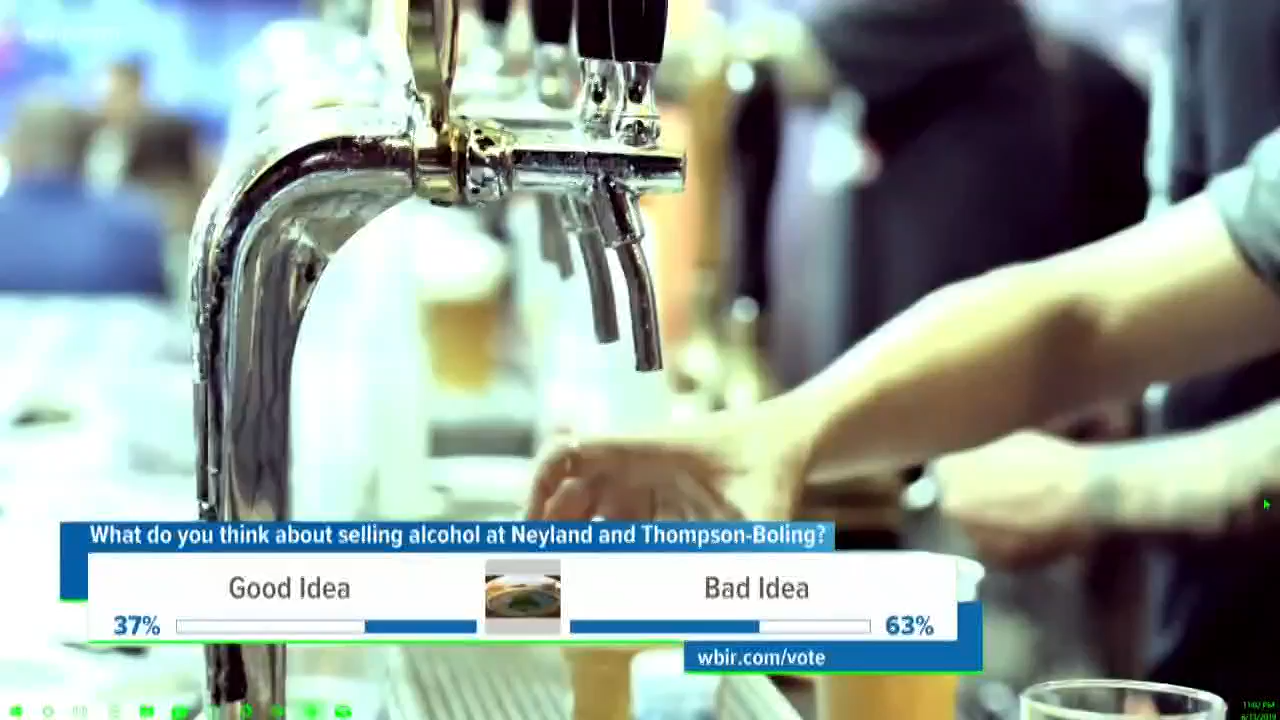 What do you think about selling alcohol at Neyland and Thompson-Boling?
Good Idea
Bad Idea
37%
63%
wbir.com/vote